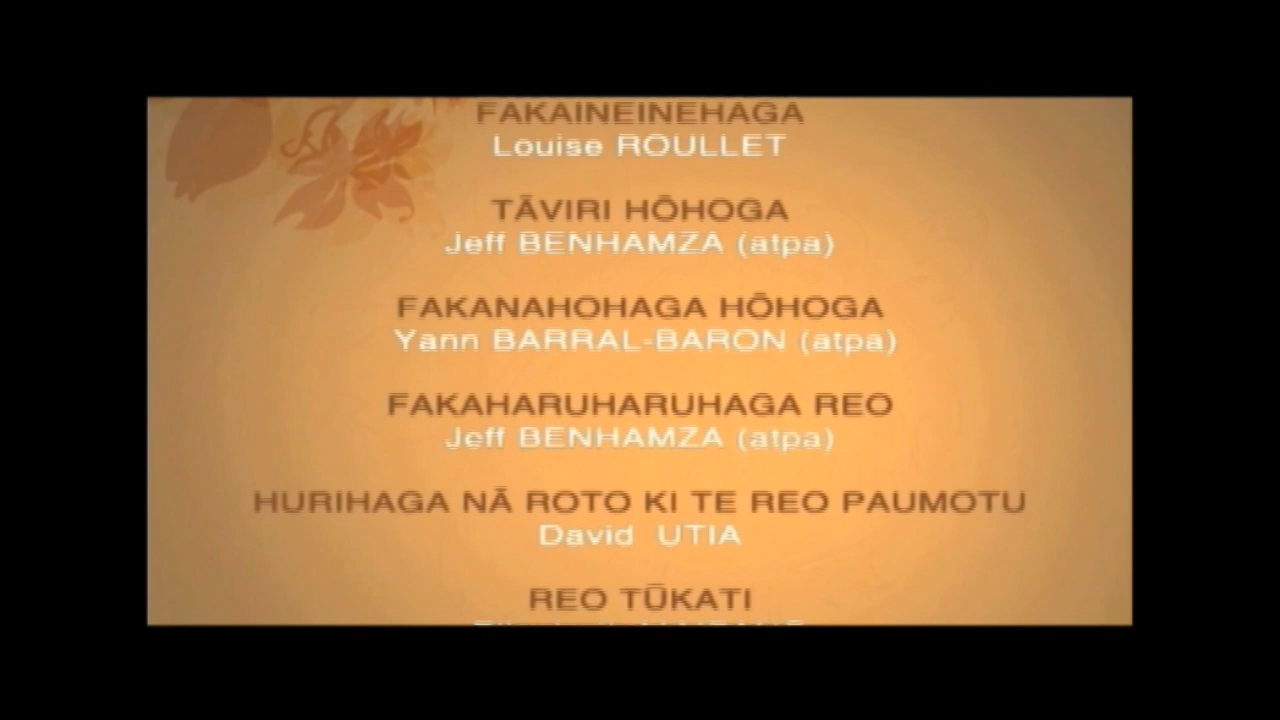 FAKAINEINEHAGA
Louise ROULLET
TĀVIRI HŌHOGA
Jeff BENHAMZA (atpa)
FAKANAHOHAGA HŌHOGA
Yann BARRAL-BARON (atpa)
FAKAHARUHARUHAGA REO
Jeff BENHAMZA (atpa)
HURIHAGA NĀ ROTO KI TE REO PAUMOTU
David UTIA
REO TŪKATI